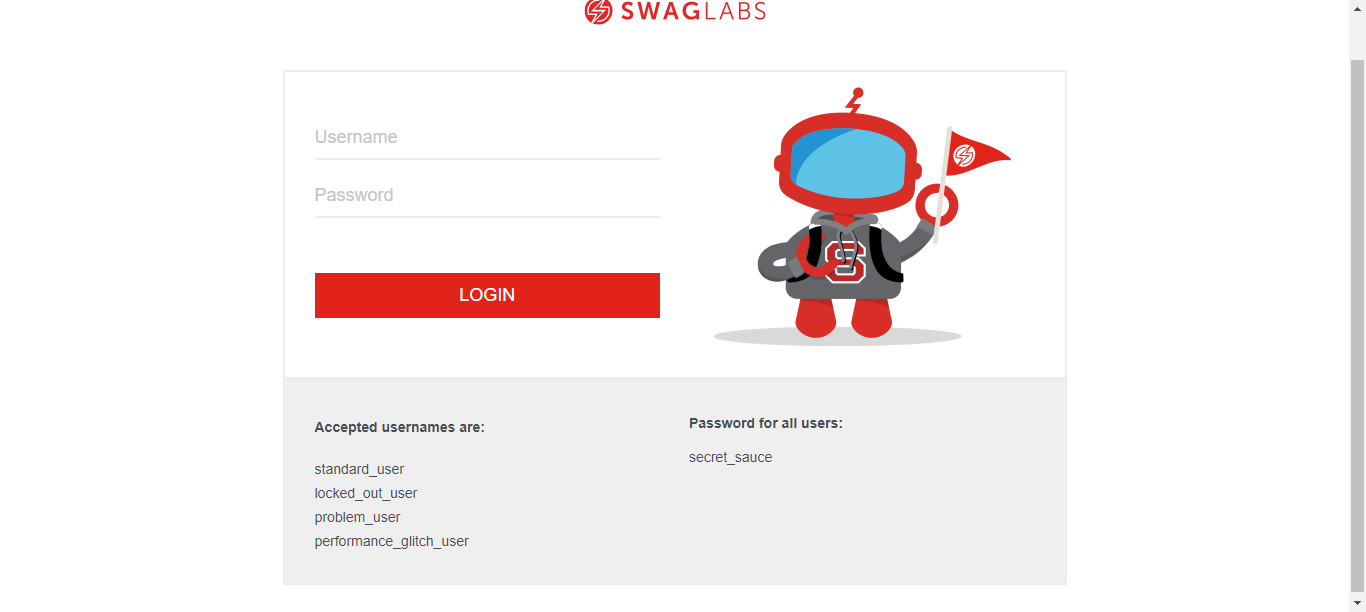 SWAGLABS
Username
Password
LOGIN
S
Accepted usernames are:
standard_user
locked_out_user
problem_user
performance_glitch_user
Password for all users:
secret_sauce